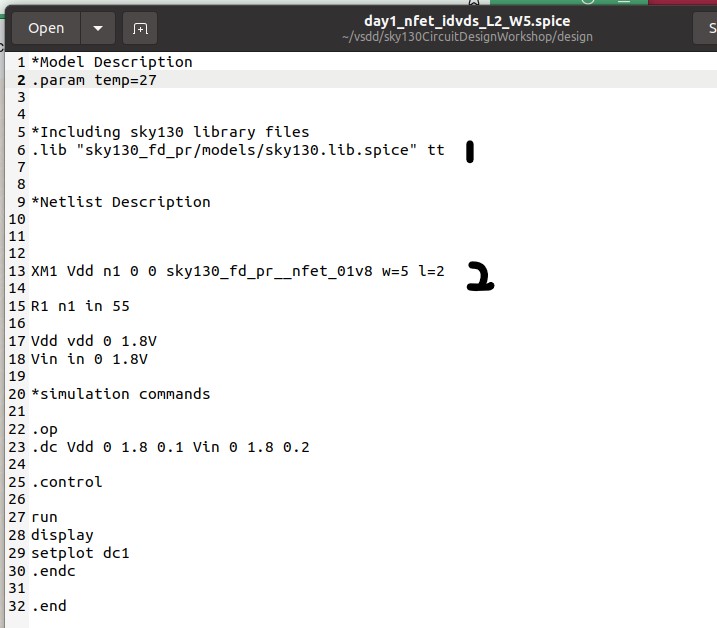 Open
day1_nfet_idvds_L2_W5.spice
~/vsdd/sky130CircuitDesignWorkshop/design
S
1 *Model Description
2 .param temp=27
3
4
5 *Including sky130 library files
6 .lib "sky130_fd_pr/models/sky130.lib.spice" tt 1
7
8
9 *Netlist Description
10
11
12
13 XM1 Vdd n1 0 0 sky130_fd_pr__nfet_01v8 w=5 l=2 2
14
15 R1 n1 in 55
16
17 Vdd vdd 0 1.8V
18 Vin in 0 1.8V
19
20 *simulation commands
21
22 .op
23 .dc Vdd 0 1.8 0.1 Vin 0 1.8 0.2
24
25 .control
26
27 run
28 display
29 setplot dc1
30 .endc
31
32 .end